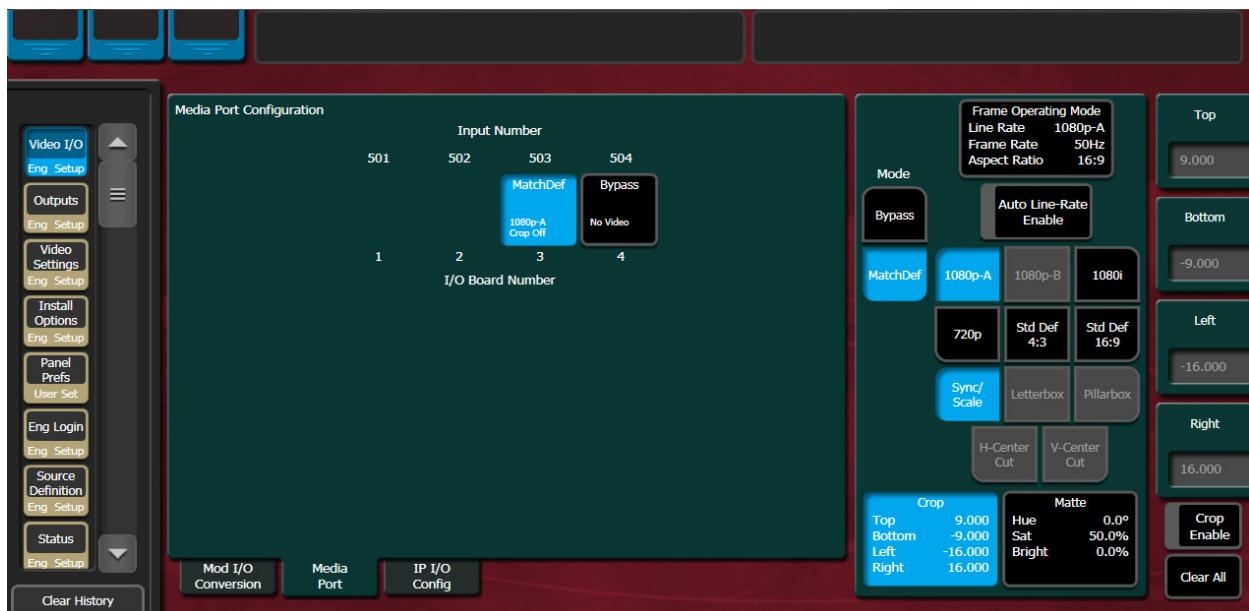 Media Port Configuration
Input Number
501 502 503 504
MatchDef
1080p-A
Crop Off
Bypass
No Video
1 2 3 4
I/O Board Number
Video I/O
Eng Setup
Outputs
Eng Setup
Video
Settings
Eng Setup
Install
Options
Eng Setup
Panel
Prefs
User Set
Eng Login
Eng Setup
Source
Definition
Eng Setup
Status
Eng Setup
Clear History
Mod I/O
Conversion
Media
Port
IP I/O
Config
Frame Operating Mode
Line Rate 1080p-A
Frame Rate 50Hz
Aspect Ratio 16:9
Mode
Bypass
Auto Line-Rate
Enable
MatchDef
1080p-A
1080p-B
1080i
720p
Std Def
4:3
Std Def
16:9
Sync/
Scale
Letterbox
Pillarbox
H-Center
Cut
V-Center
Cut
Crop
Top 9.000
Bottom -9.000
Left -16.000
Right 16.000
Matte
Hue 0.0°
Sat 50.0%
Bright 0.0%
Top
9.000
Bottom
-9.000
Left
-16.000
Right
16.000
Crop
Enable
Clear All